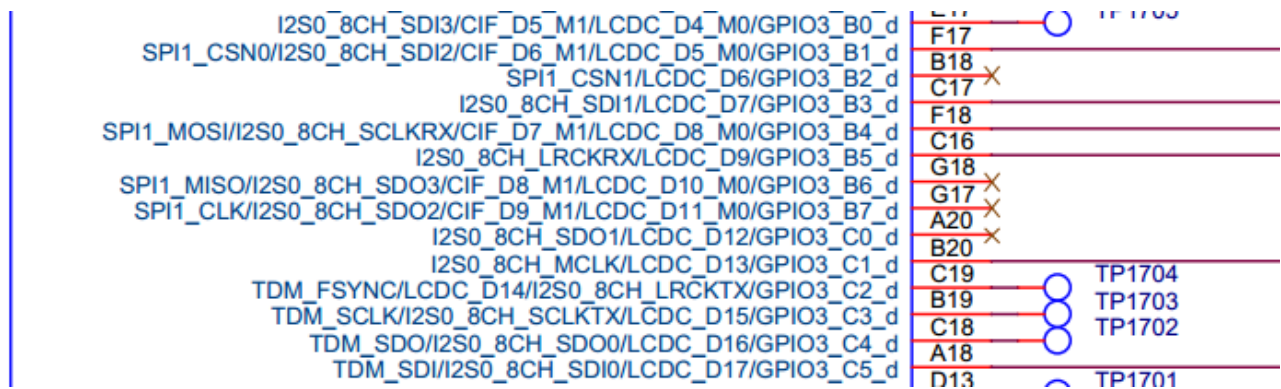 I2S0_8CH_SDI3/CIF_D5_M1/LCDC_D4_M0/GPIO3_B0_d E17 TP1705
SPI1_CSN0/I2S0_8CH_SDI2/CIF_D6_M1/LCDC_D5_M0/GPIO3_B1_d F17
SPI1_CSN1/LCDC_D6/GPIO3_B2_d B18
I2S0_8CH_SDI1/LCDC_D7/GPIO3_B3_d C17
SPI1_MOSI/I2S0_8CH_SCLKRX/CIF_D7_M1/LCDC_D8_M0/GPIO3_B4_d F18
I2S0_8CH_LRCKRX/LCDC_D9/GPIO3_B5_d C16
SPI1_MISO/I2S0_8CH_SDO3/CIF_D8_M1/LCDC_D10_M0/GPIO3_B6_d G18
SPI1_CLK/I2S0_8CH_SDO2/CIF_D9_M1/LCDC_D11_M0/GPIO3_B7_d G17
I2S0_8CH_SDO1/LCDC_D12/GPIO3_C0_d A20
I2S0_8CH_MCLK/LCDC_D13/GPIO3_C1_d B20
TDM_FSYNC/LCDC_D14/I2S0_8CH_LRCKTX/GPIO3_C2_d C19 TP1704
TDM_SCLK/I2S0_8CH_SCLKTX/LCDC_D15/GPIO3_C3_d B19 TP1703
TDM_SDO/I2S0_8CH_SDO0/LCDC_D16/GPIO3_C4_d C18 TP1702
TDM_SDI/I2S0_8CH_SDI0/LCDC_D17/GPIO3_C5_d A18
D13 TP1701